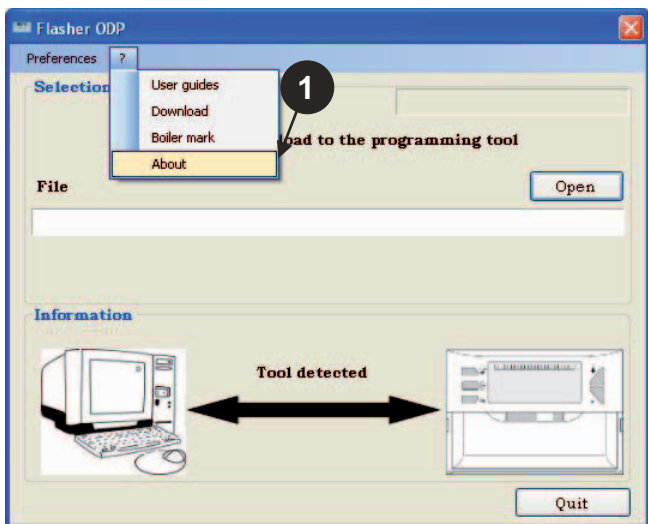 Flasher ODP
Preferences ?
Selection
User guides
Download
Boiler mark
About
1
to the programming tool
File
Open
Information
Tool detected
Quit